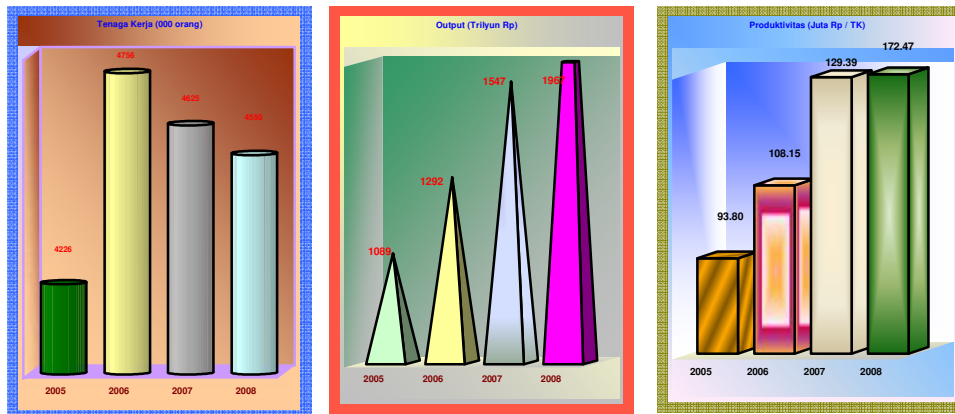 Tenaga Kerja (000 orang)
4226
4756
4625
4550
2005 2006 2007 2008
Output (Trilyun Rp)
1089
1292
1547
1967
2005 2006 2007 2008
Produktivitas (Juta Rp / TK)
93.80
108.15
129.39
172.47
2005 2006 2007 2008